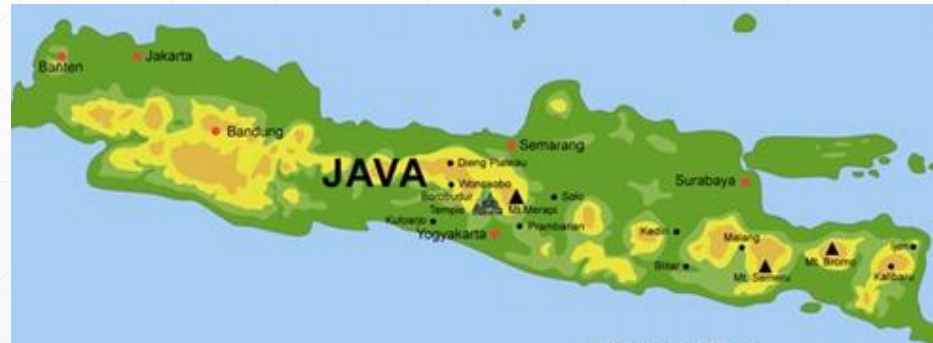 Banten
Jakarta
Bandung
JAVA
Semarang
Dieng Plateau
Wonosobo
Borobudur
Temple
Mt Merapi
Solo
Kutoarjo
Yogyakarta
Prambanan
Surabaya
Kediri
Malang
Blitar
Mt. Semeru
Mt. Bromo
Ijen
Kalibaru